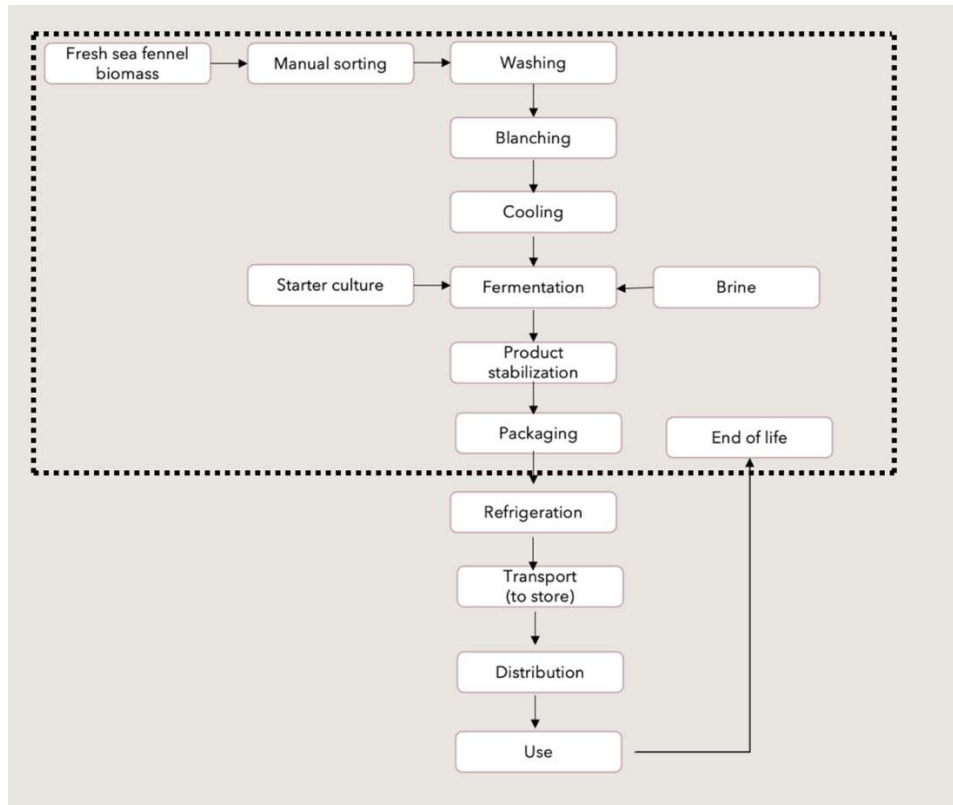 Fresh sea fennel
biomass
Manual sorting
Washing
Blanching
Cooling
Starter culture
Fermentation
Brine
Product
stabilization
Packaging
End of life
Refrigeration
Transport
(to store)
Distribution
Use